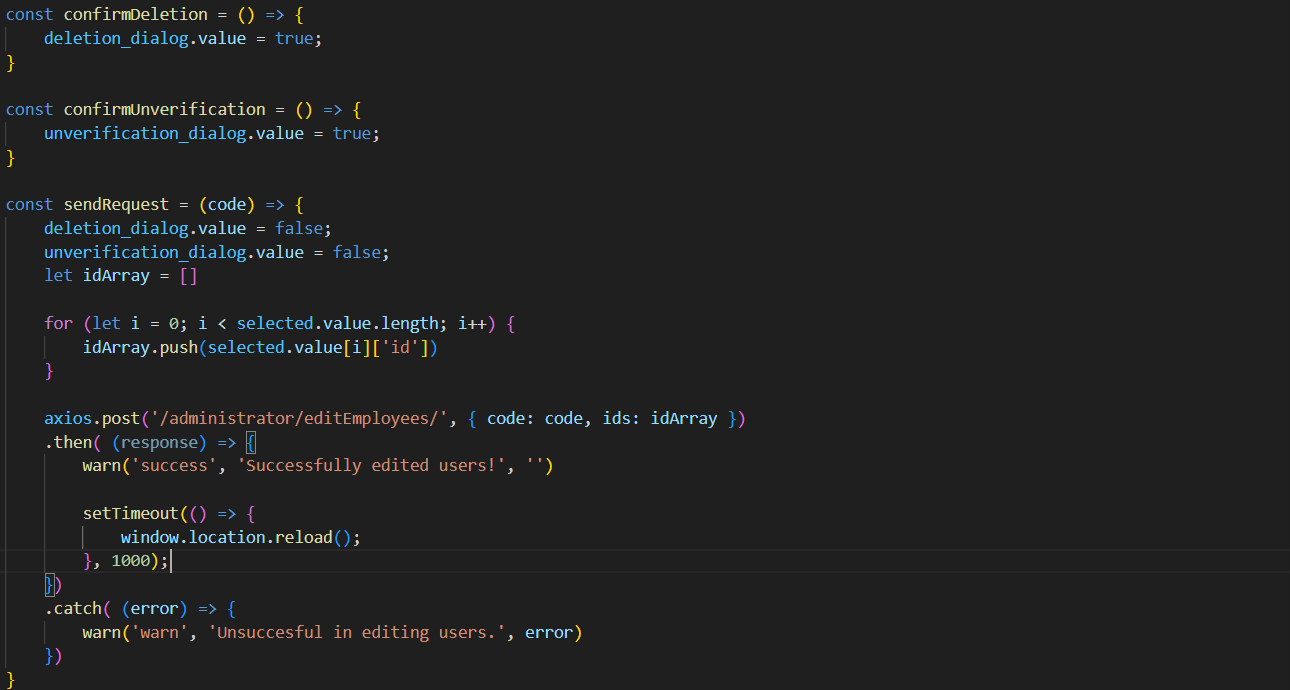 const confirmDeletion = () => {
    deletion_dialog.value = true;
}

const confirmUnverification = () => {
    unverification_dialog.value = true;
}

const sendRequest = (code) => {
    deletion_dialog.value = false;
    unverification_dialog.value = false;
    let idArray = []

    for (let i = 0; i < selected.value.length; i++) {
        idArray.push(selected.value[i]['id'])
    }

    axios.post('/administrator/editEmployees/', { code: code, ids: idArray })
    .then( (response) => {
        warn('success', 'Successfully edited users!', '')

        setTimeout(() => {
            window.location.reload();
        }, 1000);
    })
    .catch( (error) => {
        warn('warn', 'Unsuccesful in editing users.', error)
    })
}